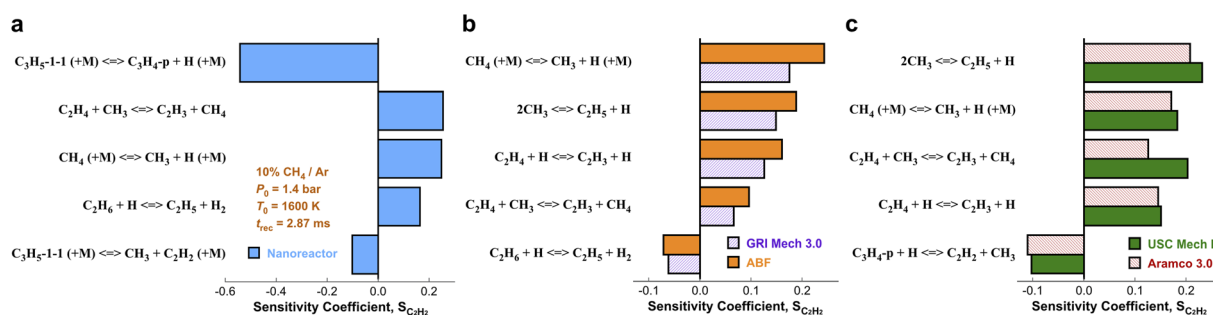 a
C₃H₅-1-1 (+M) <=> C₃H₄-p + H (+M)
C₂H₄ + CH₃ <=> C₂H₃ + CH₄
CH₄ (+M) <=> CH₃ + H (+M)
C₂H₆ + H <=> C₂H₅ + H₂
C₃H₅-1-1 (+M) <=> CH₃ + C₂H₂ (+M)
10% CH₄ / Ar
P₀ = 1.4 bar
T₀ = 1600 K
t_rec = 2.87 ms
Nanoreactor
-0.6 -0.4 -0.2 0.0 0.2
Sensitivity Coefficient, S_C₂H₂
b
CH₄ (+M) <=> CH₃ + H (+M)
2CH₃ <=> C₂H₅ + H
C₂H₄ + H <=> C₂H₃ + H
C₂H₄ + CH₃ <=> C₂H₃ + CH₄
C₂H₆ + H <=> C₂H₅ + H₂
GRI Mech 3.0
ABF
-0.1 0.0 0.1 0.2
Sensitivity Coefficient, S_C₂H₂
c
2CH₃ <=> C₂H₅ + H
CH₄ (+M) <=> CH₃ + H (+M)
C₂H₄ + CH₃ <=> C₂H₃ + CH₄
C₂H₄ + H <=> C₂H₃ + H
C₃H₄-p + H <=> C₂H₂ + CH₃
USC Mech I
Aramco 3.0
-0.1 0.0 0.1 0.2
Sensitivity Coefficient, S_C₂H₂